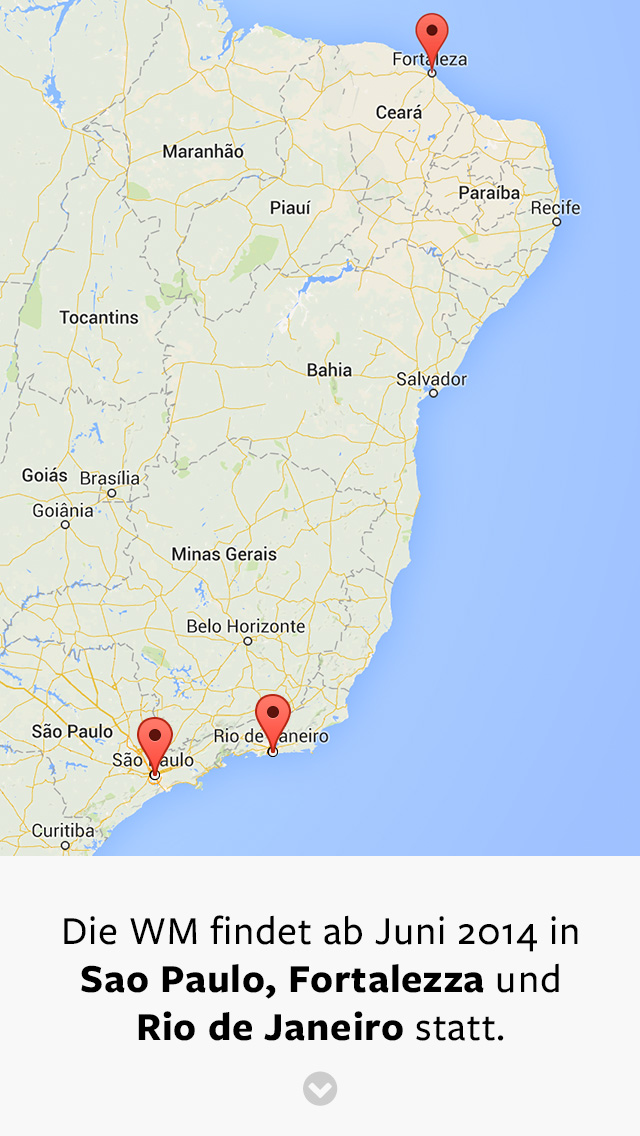 Fortaleza
Ceará
Maranhão
Paraíba
Piauí
Recife
Tocantins
Bahia
Salvador
Goiás
Brasília
Goiânia
Minas Gerais
Belo Horizonte
São Paulo
Rio de Janeiro
São Paulo
Curitiba
Die WM findet ab Juni 2014 in
Sao Paulo, Fortalezza und
Rio de Janeiro statt.